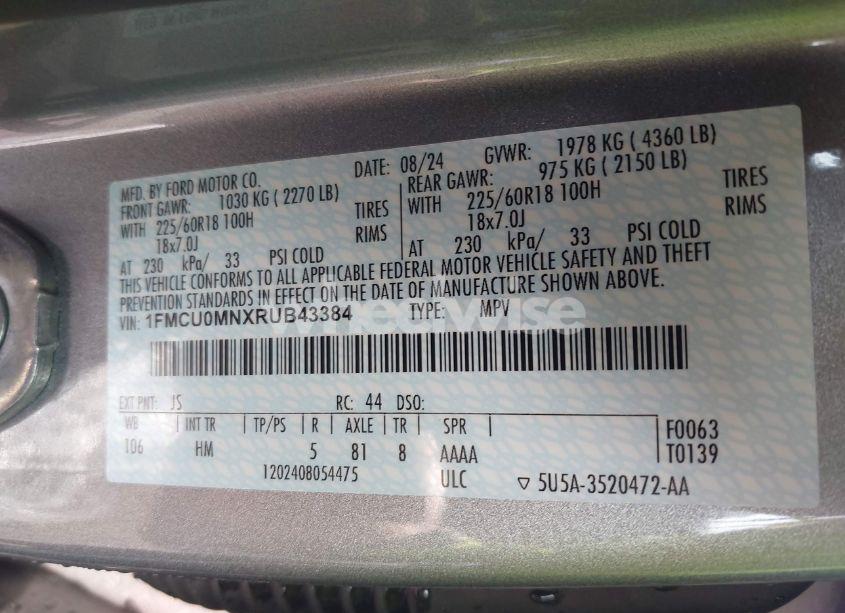 MFD. BY FORD MOTOR CO.
DATE: 08/24 GVWR: 1978 KG ( 4360 LB)
FRONT GAWR: 1030 KG ( 2270 LB) REAR GAWR: 975 KG ( 2150 LB)
WITH 225/60R18 100H TIRES WITH 225/60R18 100H TIRES
18x7.0J RIMS 18x7.0J RIMS
AT 230 kPa/ 33 PSI COLD AT 230 kPa/ 33 PSI COLD
THIS VEHICLE CONFORMS TO ALL APPLICABLE FEDERAL MOTOR VEHICLE SAFETY AND THEFT
PREVENTION STANDARDS IN EFFECT ON THE DATE OF MANUFACTURE SHOWN ABOVE.
VIN: 1FMCU0MNXRUB43384 TYPE: MPV
wheelwise
EXT PNT: JS RC: 44 DSO:
WB INT TR TP/PS R AXLE TR SPR F0063
106 HM 5 81 8 AAAA T0139
1202408054475 ULC ▽ 5U5A-3520472-AA